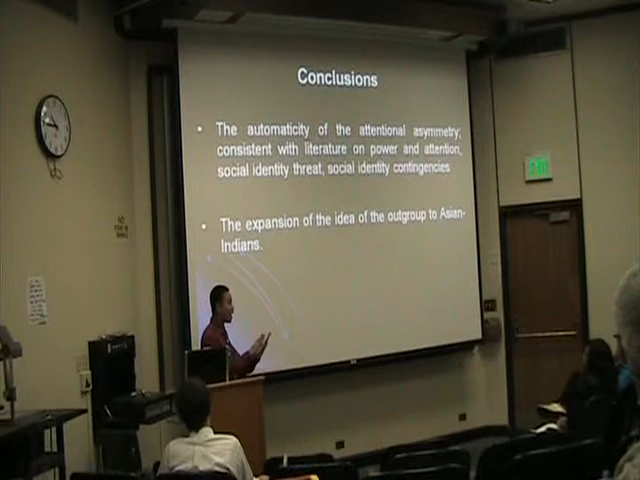 Conclusions
• The automaticity of the attentional asymmetry;
consistent with literature on power and attention,
social identity threat, social identity contingencies
• The expansion of the idea of the outgroup to Asian-
Indians.